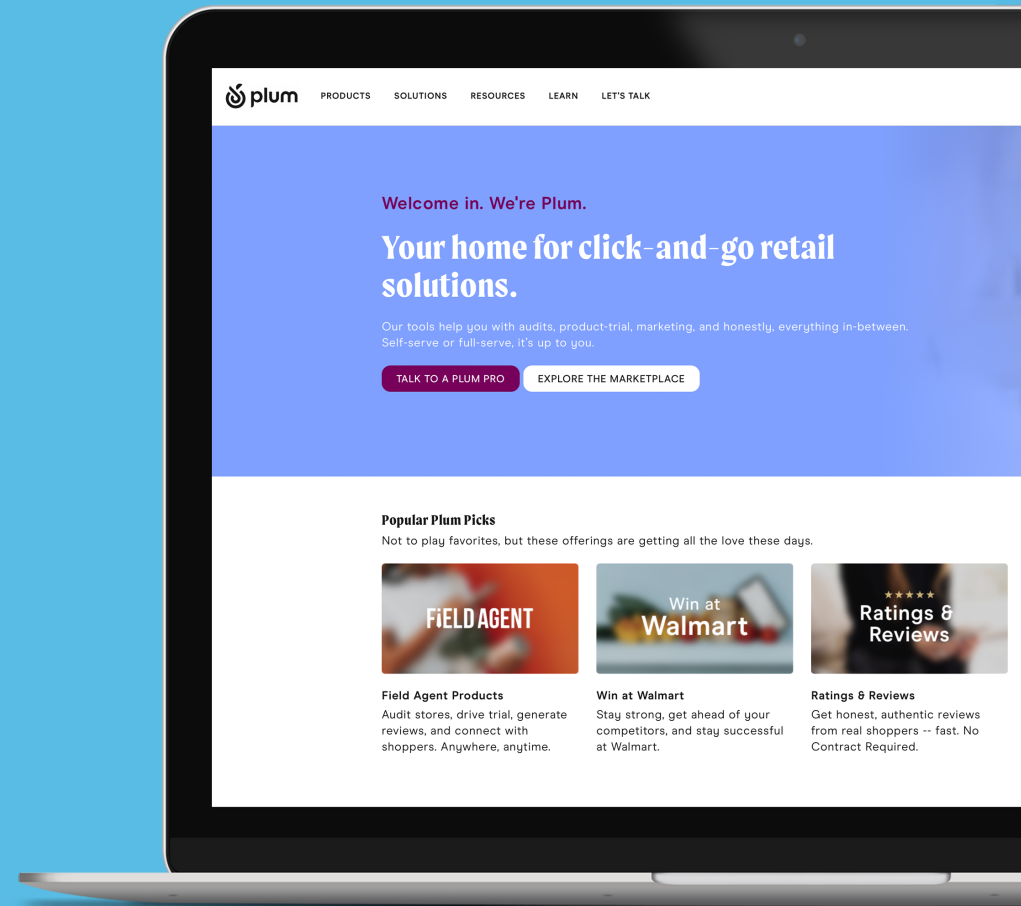 plum PRODUCTS SOLUTIONS RESOURCES LEARN LET'S TALK
Welcome in. We're Plum.
Your home for click-and-go retail
solutions.
Our tools help you with audits, product-trial, marketing, and honestly, everything in-between.
Self-serve or full-serve, it's up to you.
TALK TO A PLUM PRO EXPLORE THE MARKETPLACE
Popular Plum Picks
Not to play favorites, but these offerings are getting all the love these days.
FiELD AGENT
Win at
Walmart
Ratings &
Reviews
Field Agent Products
Audit stores, drive trial, generate
reviews, and connect with
shoppers. Anywhere, anytime.
Win at Walmart
Stay strong, get ahead of your
competitors, and stay successful
at Walmart.
Ratings & Reviews
Get honest, authentic reviews
from real shoppers -- fast. No
Contract Required.